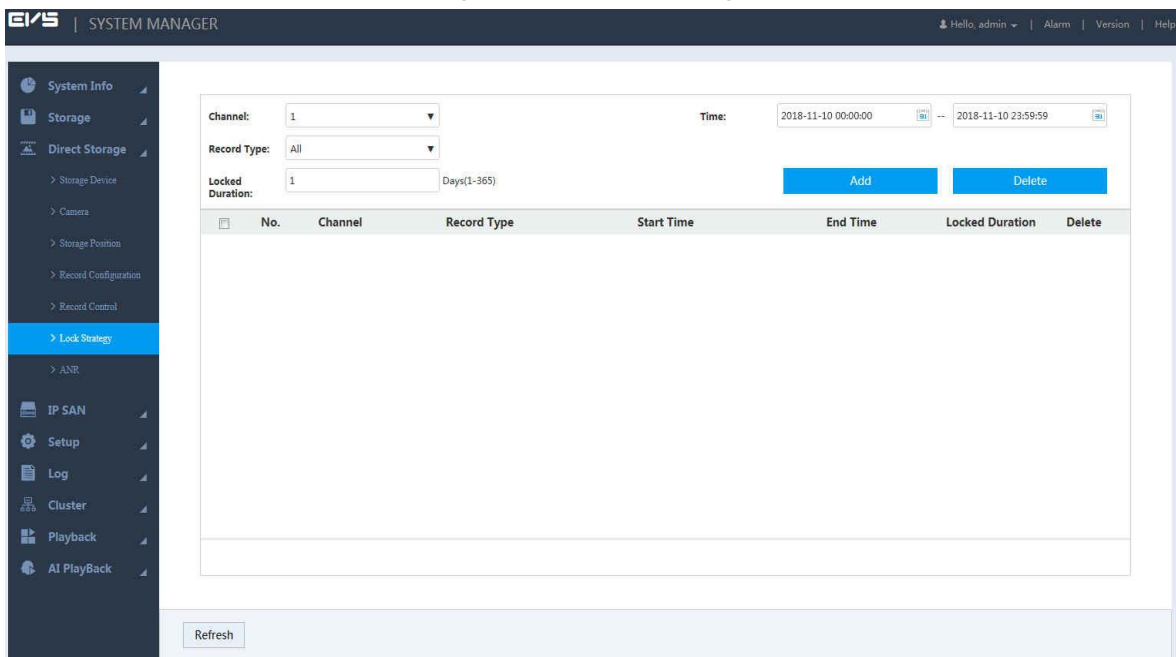 EIVS | SYSTEM MANAGER
Hello, admin | Alarm | Version | Help
System Info
Storage
Direct Storage
> Storage Device
> Camera
> Storage Position
> Record Configuration
> Record Control
> Lock Strategy
> ANR
IP SAN
Setup
Log
Cluster
Playback
AI PlayBack
Channel: 1 Time: 2018-11-10 00:00:00 -- 2018-11-10 23:59:59
Record Type: All
Locked Duration: 1 Days(1-365) Add Delete
No. Channel Record Type Start Time End Time Locked Duration Delete
Refresh